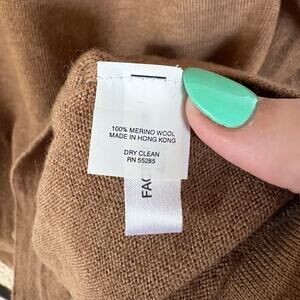 100% MERINO WOOL
MADE IN HONG KONG
DRY CLEAN
RN 55285
FAC